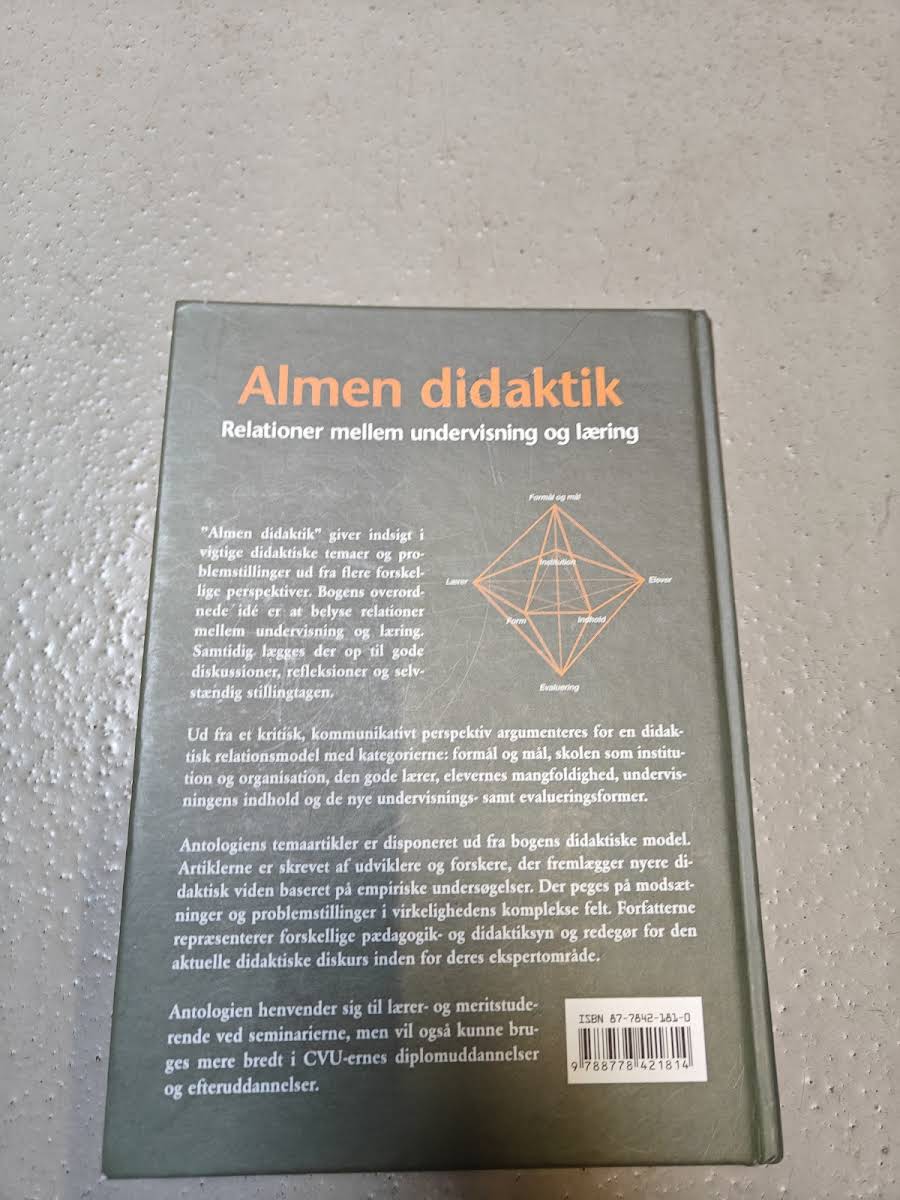 Almen didaktik
Relationer mellem undervisning og læring
"Almen didaktik" giver indsigt i
vigtige didaktiske temaer og pro-
blemstillinger ud fra flere forskel-
lige perspektiver. Bogens overord-
nede idé er at belyse relationer
mellem undervisning og læring.
Samtidig lægges der op til gode
diskussioner, refleksioner og selv-
stændig stillingtagen.
Formål og mål
Institution
Lærer
Elever
Form
Indhold
Evaluering
Ud fra et kritisk, kommunikativt perspektiv argumenteres for en didak-
tisk relationsmodel med kategorierne: formål og mål, skolen som institu-
tion og organisation, den gode lærer, elevernes mangfoldighed, undervis-
ningens indhold og de nye undervisnings- samt evalueringsformer.
Antologiens temaartikler er disponeret ud fra bogens didaktiske model.
Artiklerne er skrevet af udviklere og forskere, der fremlægger nyere di-
daktisk viden baseret på empiriske undersøgelser. Der peges på modsæt-
ninger og problemstillinger i virkelighedens komplekse felt. Forfatterne
repræsenterer forskellige pædagogik- og didaktiksyn og redegør for den
aktuelle didaktiske diskurs inden for deres ekspertområde.
Antologien henvender sig til lærer- og meritstude-
rende ved seminarierne, men vil også kunne bru-
ges mere bredt i CVU-ernes diplomuddannelser
og efteruddannelser.
ISBN 87-7842-181-0
9 788778 421814